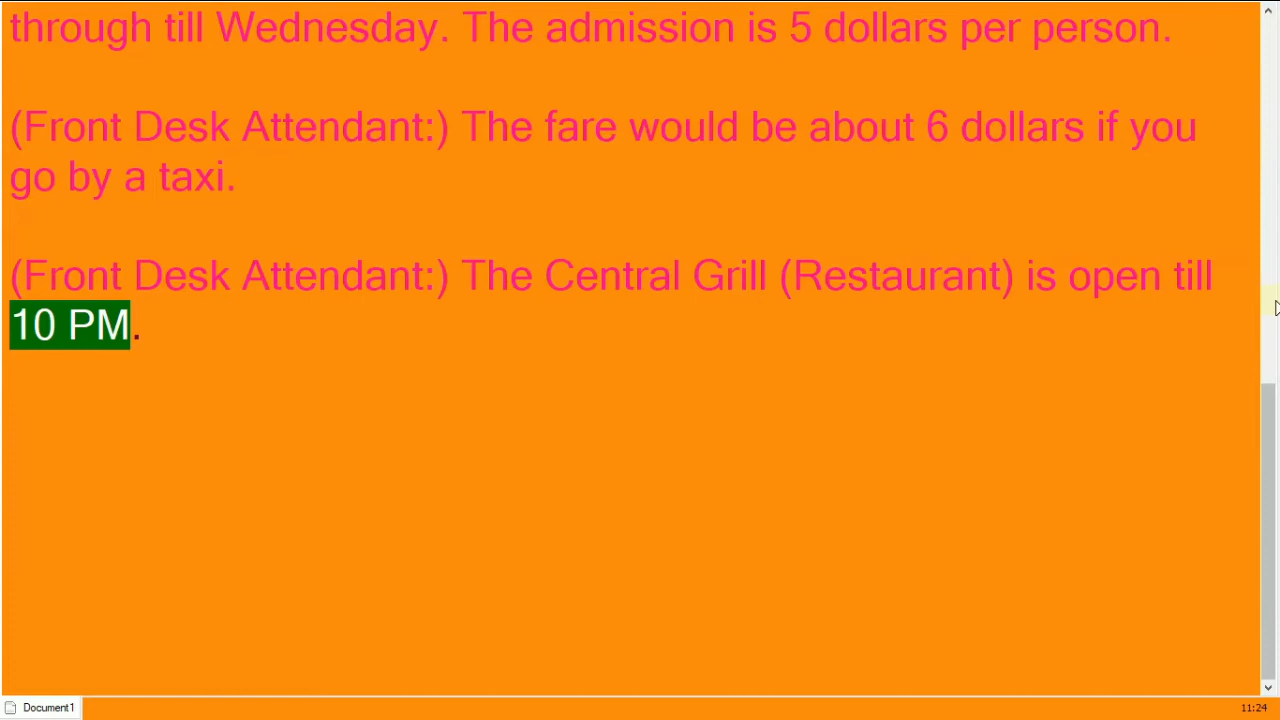 through till Wednesday. The admission is 5 dollars per person.
(Front Desk Attendant:) The fare would be about 6 dollars if you
go by a taxi.
(Front Desk Attendant:) The Central Grill (Restaurant) is open till
10 PM.
Document1
11:24